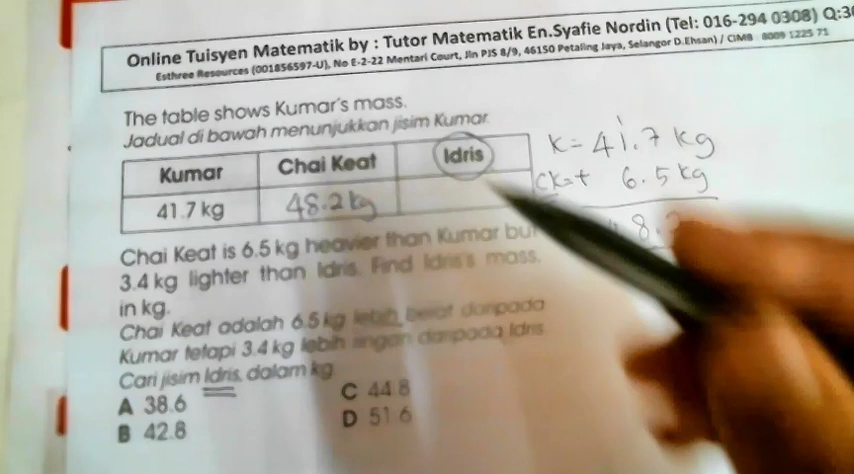 Online Tuisyen Matematik by : Tutor Matematik En.Syafie Nordin (Tel: 016-294 0308) Q:30
Esthree Resources (001856597-U), No E-2-22 Mentari Court, Jln PJS 8/9, 46150 Petaling Jaya, Selangor D.Ehsan) / CIMB : 8009 1225 71
The table shows Kumar's mass.
Jadual di bawah menunjukkan jisim Kumar.
Kumar Chai Keat Idris
41.7 kg 48.2 kg
K= 41.7 kg
CK=+ 6.5 kg
8.2
Chai Keat is 6.5 kg heavier than Kumar but
3.4 kg lighter than Idris. Find Idris's mass,
in kg.
Chai Keat adalah 6.5 kg lebih berat daripada
Kumar tetapi 3.4 kg lebih ringan daripada Idris.
Cari jisim Idris, dalam kg.
A 38.6
B 42.8
C 44.8
D 51.6